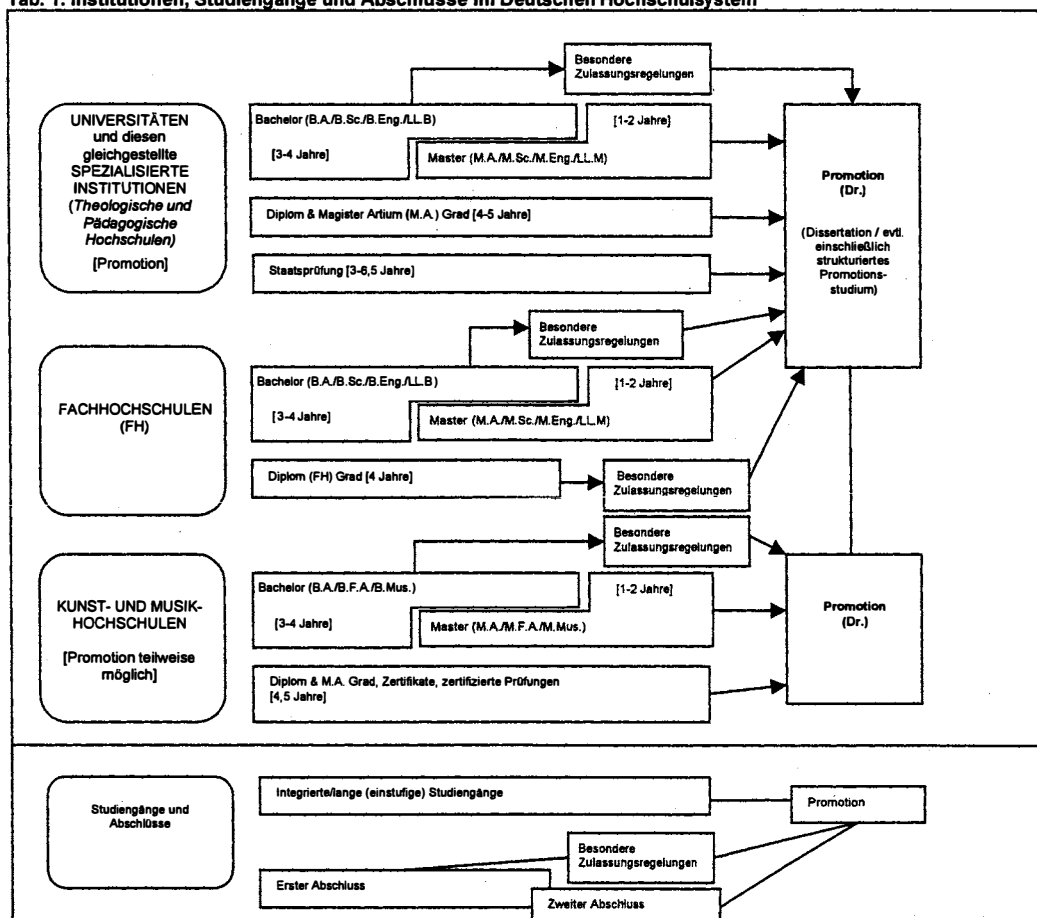 Tab. 1: Institutionen, Studiengänge und Abschlüsse im Deutschen Hochschulsystem
Besondere
Zulassungsregelungen
UNIVERSITÄTEN
und diesen
gleichgestellte
SPEZIALISIERTE
INSTITUTIONEN
(Theologische und
Pädagogische
Hochschulen)
[Promotion]
Bachelor (B.A./B.Sc./B.Eng./LL.B)
[3-4 Jahre]
[1-2 Jahre]
Master (M.A./M.Sc./M.Eng./LL.M)
Diplom & Magister Artium (M.A.) Grad [4-5 Jahre]
Staatsprüfung [3-6,5 Jahre]
Promotion
(Dr.)
(Dissertation / evtl.
einschließlich
strukturiertes
Promotions-
studium)
FACHHOCHSCHULEN
(FH)
Besondere
Zulassungsregelungen
Bachelor (B.A./B.Sc./B.Eng./LL.B)
[3-4 Jahre]
[1-2 Jahre]
Master (M.A./M.Sc./M.Eng./LL.M)
Diplom (FH) Grad [4 Jahre]
Besondere
Zulassungsregelungen
KUNST- UND MUSIK-
HOCHSCHULEN
[Promotion teilweise
möglich]
Besondere
Zulassungsregelungen
Bachelor (B.A./B.F.A./B.Mus.)
[3-4 Jahre]
[1-2 Jahre]
Master (M.A./M.F.A./M.Mus.)
Diplom & M.A. Grad, Zertifikate, zertifizierte Prüfungen
[4,5 Jahre]
Promotion
(Dr.)
Studiengänge und
Abschlüsse
Integrierte/lange (einstufige) Studiengänge
Promotion
Besondere
Zulassungsregelungen
Erster Abschluss
Zweiter Abschluss